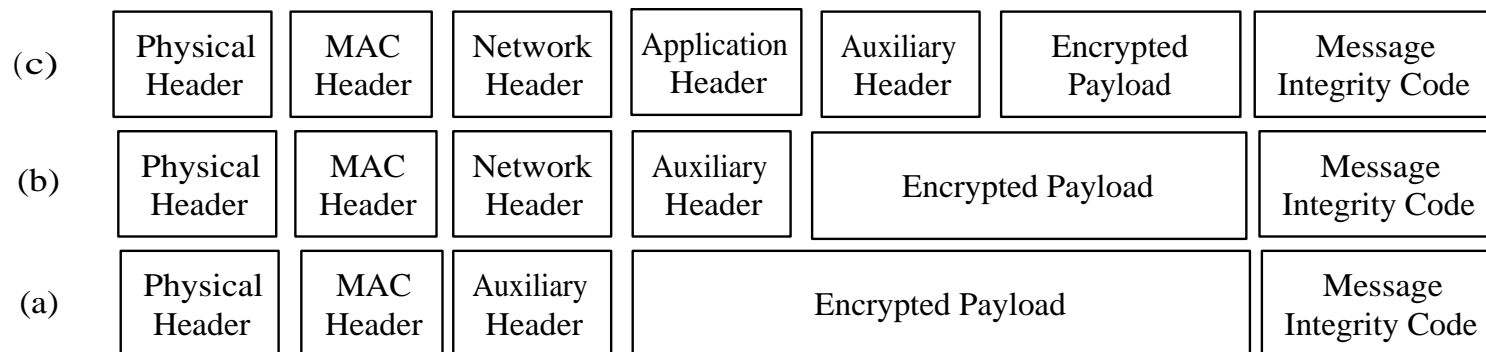 (c)
Physical
Header
MAC
Header
Network
Header
Application
Header
Auxiliary
Header
Encrypted
Payload
Message
Integrity Code
(b)
Physical
Header
MAC
Header
Network
Header
Auxiliary
Header
Encrypted Payload
Message
Integrity Code
(a)
Physical
Header
MAC
Header
Auxiliary
Header
Encrypted Payload
Message
Integrity Code